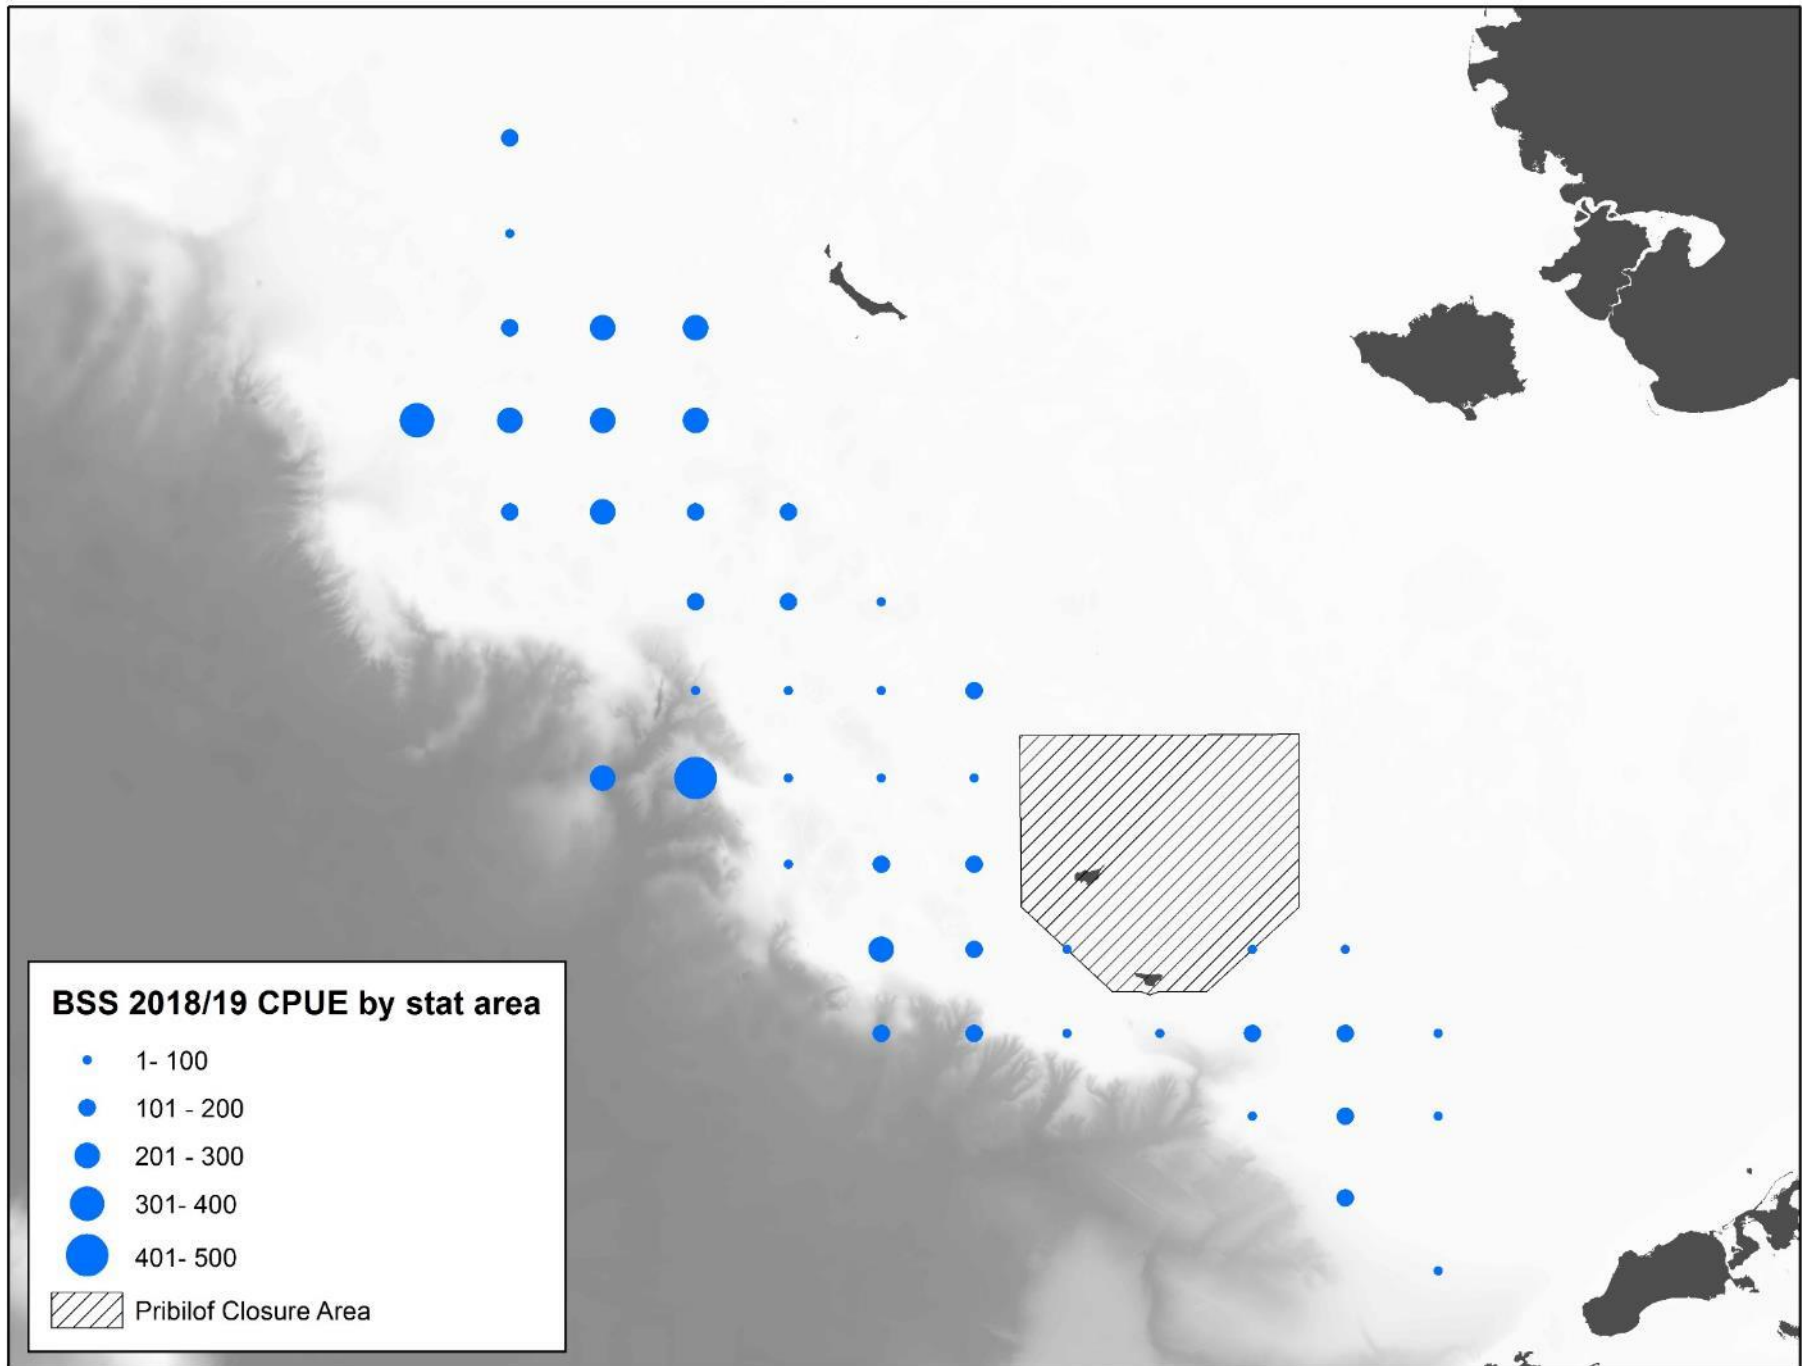 BSS 2018/19 CPUE by stat area
1- 100
101 - 200
201 - 300
301- 400
401- 500
Pribilof Closure Area